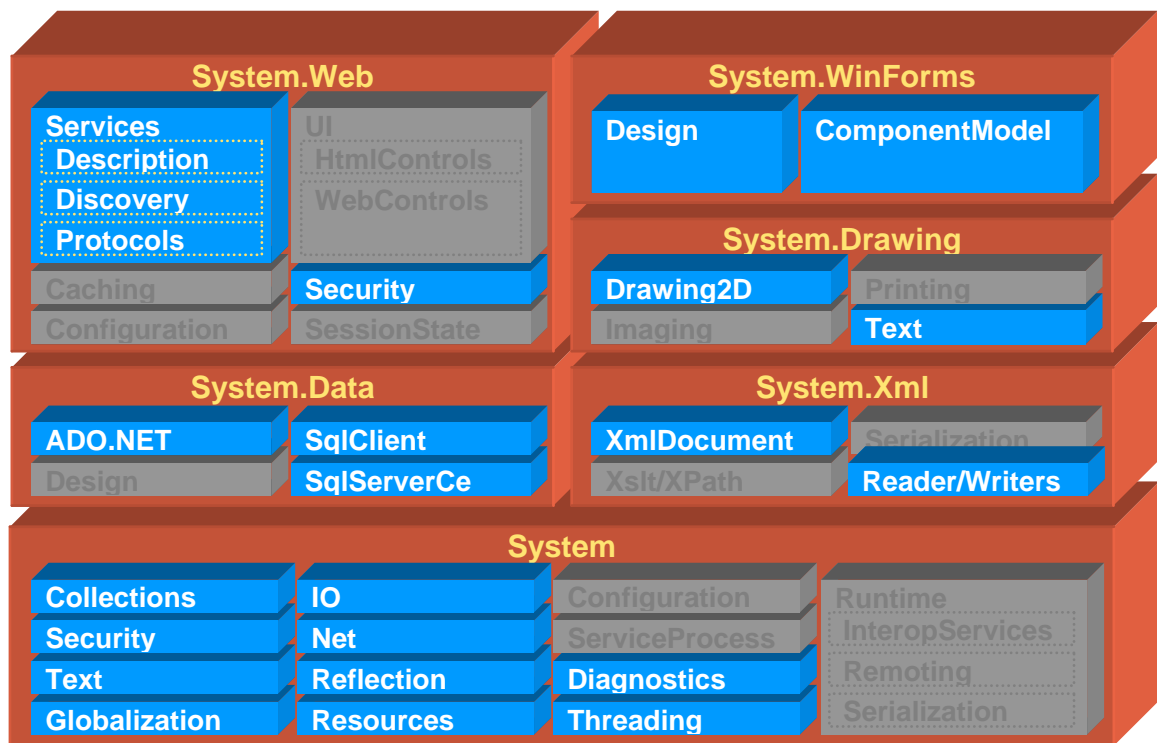 System.Web
Services
Description
Discovery
Protocols
UI
HtmlControls
WebControls
Caching
Security
Configuration
SessionState
System.WinForms
Design
ComponentModel
System.Drawing
Drawing2D
Printing
Imaging
Text
System.Data
ADO.NET
SqlClient
Design
SqlServerCe
System.Xml
XmlDocument
Serialization
Xslt/XPath
Reader/Writers
System
Collections
Security
Text
Globalization
IO
Net
Reflection
Resources
Configuration
ServiceProcess
Diagnostics
Threading
Runtime
InteropServices
Remoting
Serialization